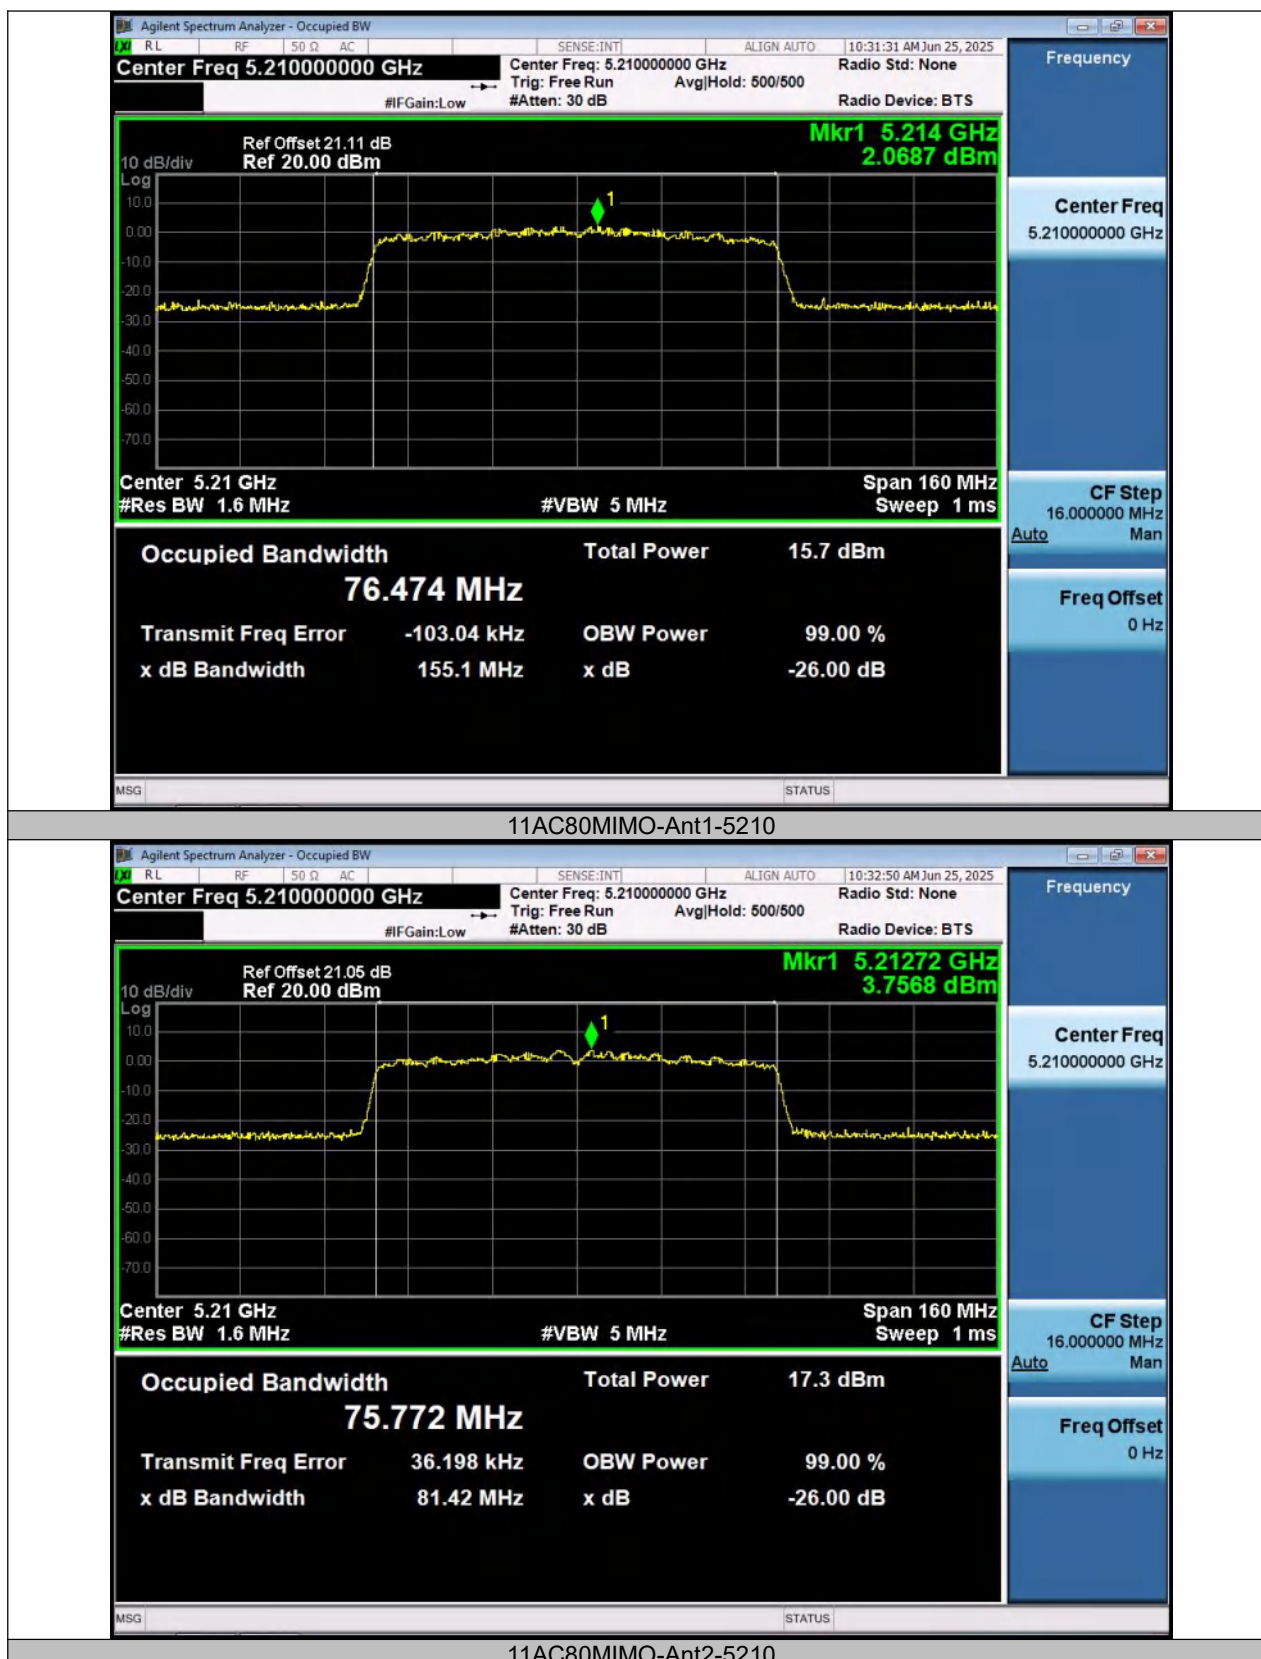 Agilent Spectrum Analyzer - Occupied BW
LXI RL RF 50 Ω AC SENSE:INT ALIGN AUTO 10:31:31 AM Jun 25, 2025
Center Freq 5.210000000 GHz
Center Freq: 5.210000000 GHz Radio Std: None
Trig: Free Run Avg|Hold: 500/500
#IFGain:Low #Atten: 30 dB Radio Device: BTS
Frequency
Mkr1 5.214 GHz
2.0687 dBm
Ref Offset 21.11 dB
10 dB/div Ref 20.00 dBm
Log
10.0
0.00
-10.0
-20.0
-30.0
-40.0
-50.0
-60.0
-70.0
1
Center 5.21 GHz Span 160 MHz
#Res BW 1.6 MHz #VBW 5 MHz Sweep 1 ms
Center Freq
5.210000000 GHz
CF Step
16.000000 MHz
Auto Man
Freq Offset
0 Hz
Occupied Bandwidth Total Power 15.7 dBm
76.474 MHz
Transmit Freq Error -103.04 kHz OBW Power 99.00 %
x dB Bandwidth 155.1 MHz x dB -26.00 dB
MSG STATUS
11AC80MIMO-Ant1-5210
Agilent Spectrum Analyzer - Occupied BW
LXI RL RF 50 Ω AC SENSE:INT ALIGN AUTO 10:32:50 AM Jun 25, 2025
Center Freq 5.210000000 GHz
Center Freq: 5.210000000 GHz Radio Std: None
Trig: Free Run Avg|Hold: 500/500
#IFGain:Low #Atten: 30 dB Radio Device: BTS
Frequency
Mkr1 5.21272 GHz
3.7568 dBm
Ref Offset 21.05 dB
10 dB/div Ref 20.00 dBm
Log
10.0
0.00
-10.0
-20.0
-30.0
-40.0
-50.0
-60.0
-70.0
1
Center 5.21 GHz Span 160 MHz
#Res BW 1.6 MHz #VBW 5 MHz Sweep 1 ms
Center Freq
5.210000000 GHz
CF Step
16.000000 MHz
Auto Man
Freq Offset
0 Hz
Occupied Bandwidth Total Power 17.3 dBm
75.772 MHz
Transmit Freq Error 36.198 kHz OBW Power 99.00 %
x dB Bandwidth 81.42 MHz x dB -26.00 dB
MSG STATUS
11AC80MIMO-Ant2-5210